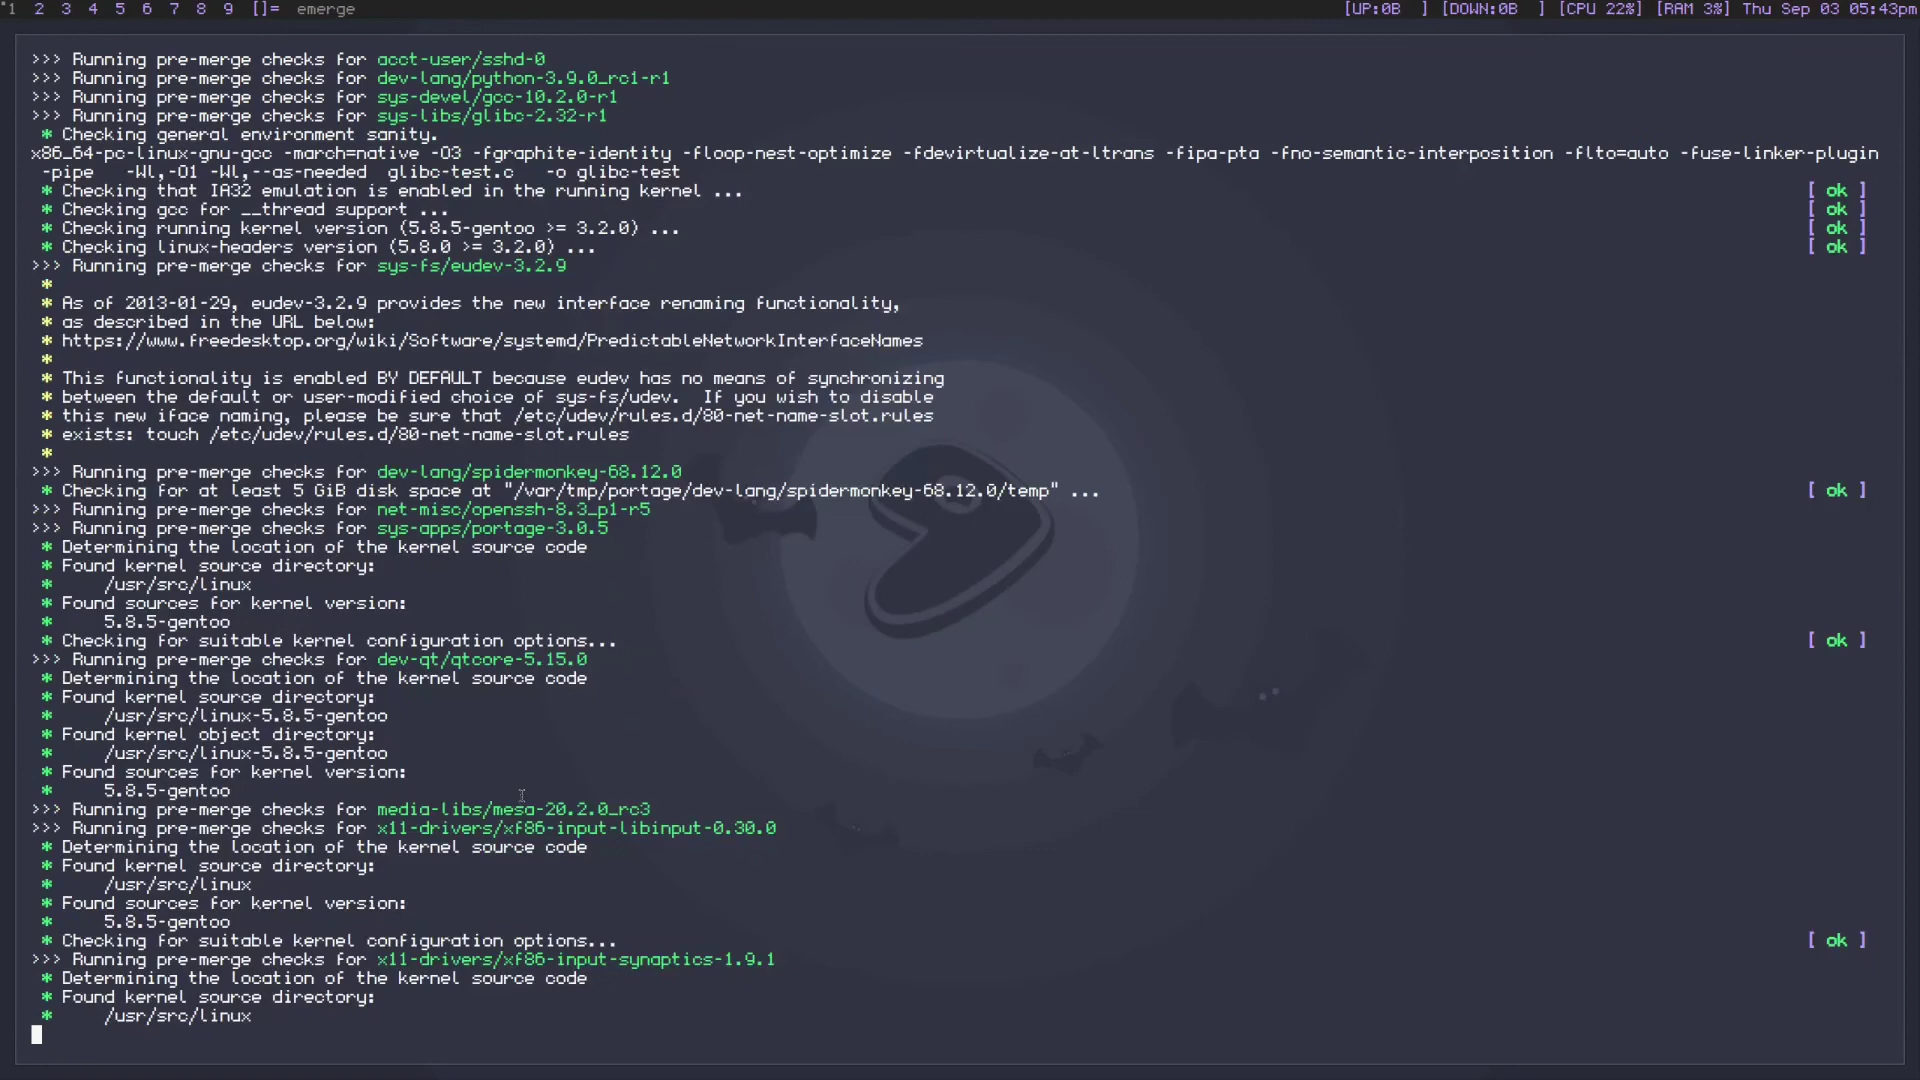 1 2 3 4 5 6 7 8 9 []= emerge [UP:0B ] [DOWN:0B ] [CPU 22%] [RAM 3%] Thu Sep 03 05:43pm
>>> Running pre-merge checks for acct-user/sshd-0
>>> Running pre-merge checks for dev-lang/python-3.9.0_rc1-r1
>>> Running pre-merge checks for sys-devel/gcc-10.2.0-r1
>>> Running pre-merge checks for sys-libs/glibc-2.32-r1
* Checking general environment sanity.
x86_64-pc-linux-gnu-gcc -march=native -O3 -fgraphite-identity -floop-nest-optimize -fdevirtualize-at-ltrans -fipa-pta -fno-semantic-interposition -flto=auto -fuse-linker-plugin
-pipe -Wl,-O1 -Wl,--as-needed glibc-test.c -o glibc-test
* Checking that IA32 emulation is enabled in the running kernel ... [ ok ]
* Checking gcc for __thread support ... [ ok ]
* Checking running kernel version (5.8.5-gentoo >= 3.2.0) ... [ ok ]
* Checking linux-headers version (5.8.0 >= 3.2.0) ... [ ok ]
>>> Running pre-merge checks for sys-fs/eudev-3.2.9
*
* As of 2013-01-29, eudev-3.2.9 provides the new interface renaming functionality,
* as described in the URL below:
* https://www.freedesktop.org/wiki/Software/systemd/PredictableNetworkInterfaceNames
*
* This functionality is enabled BY DEFAULT because eudev has no means of synchronizing
* between the default or user-modified choice of sys-fs/udev. If you wish to disable
* this new iface naming, please be sure that /etc/udev/rules.d/80-net-name-slot.rules
* exists: touch /etc/udev/rules.d/80-net-name-slot.rules
*
>>> Running pre-merge checks for dev-lang/spidermonkey-68.12.0
* Checking for at least 5 GiB disk space at "/var/tmp/portage/dev-lang/spidermonkey-68.12.0/temp" ... [ ok ]
>>> Running pre-merge checks for net-misc/openssh-8.3_p1-r5
>>> Running pre-merge checks for sys-apps/portage-3.0.5
* Determining the location of the kernel source code
* Found kernel source directory:
* /usr/src/linux
* Found sources for kernel version:
* 5.8.5-gentoo
* Checking for suitable kernel configuration options... [ ok ]
>>> Running pre-merge checks for dev-qt/qtcore-5.15.0
* Determining the location of the kernel source code
* Found kernel source directory:
* /usr/src/linux-5.8.5-gentoo
* Found kernel object directory:
* /usr/src/linux-5.8.5-gentoo
* Found sources for kernel version:
* 5.8.5-gentoo
>>> Running pre-merge checks for media-libs/mesa-20.2.0_rc3
>>> Running pre-merge checks for x11-drivers/xf86-input-libinput-0.30.0
* Determining the location of the kernel source code
* Found kernel source directory:
* /usr/src/linux
* Found sources for kernel version:
* 5.8.5-gentoo
* Checking for suitable kernel configuration options... [ ok ]
>>> Running pre-merge checks for x11-drivers/xf86-input-synaptics-1.9.1
* Determining the location of the kernel source code
* Found kernel source directory:
* /usr/src/linux